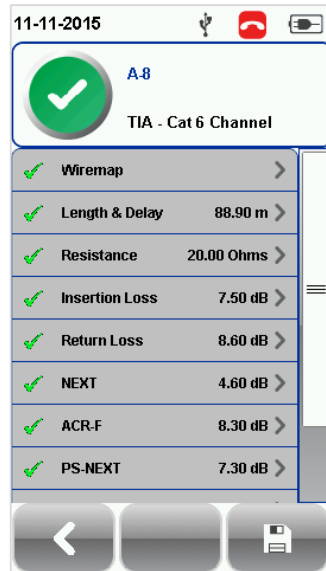 11-11-2015
A-8
TIA - Cat 6 Channel
Wiremap
Length & Delay 88.90 m
Resistance 20.00 Ohms
Insertion Loss 7.50 dB
Return Loss 8.60 dB
NEXT 4.60 dB
ACR-F 8.30 dB
PS-NEXT 7.30 dB